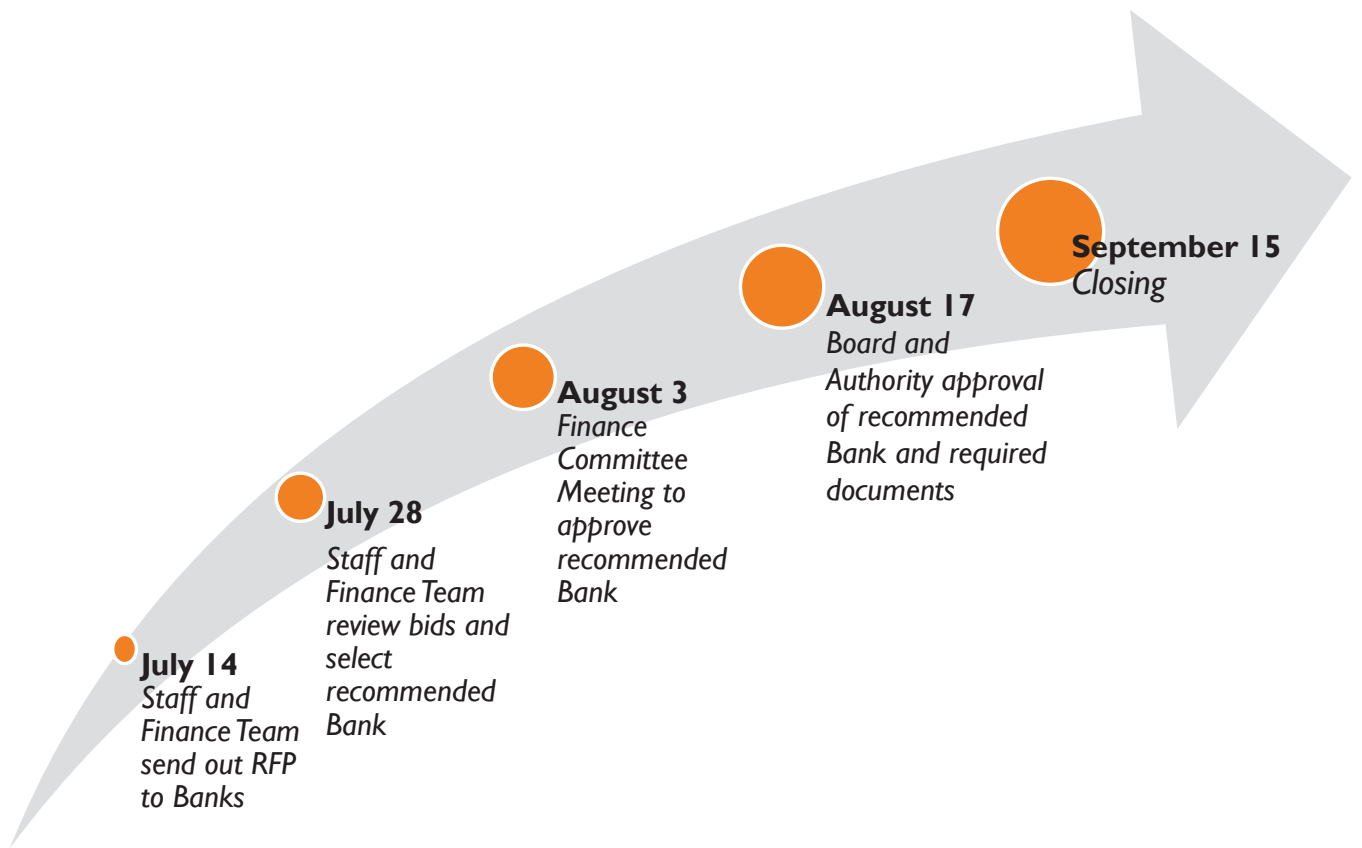 July 14
Staff and
Finance Team
send out RFP
to Banks
July 28
Staff and
Finance Team
review bids and
select
recommended
Bank
August 3
Finance
Committee
Meeting to
approve
recommended
Bank
August 17
Board and
Authority approval
of recommended
Bank and required
documents
September 15
Closing